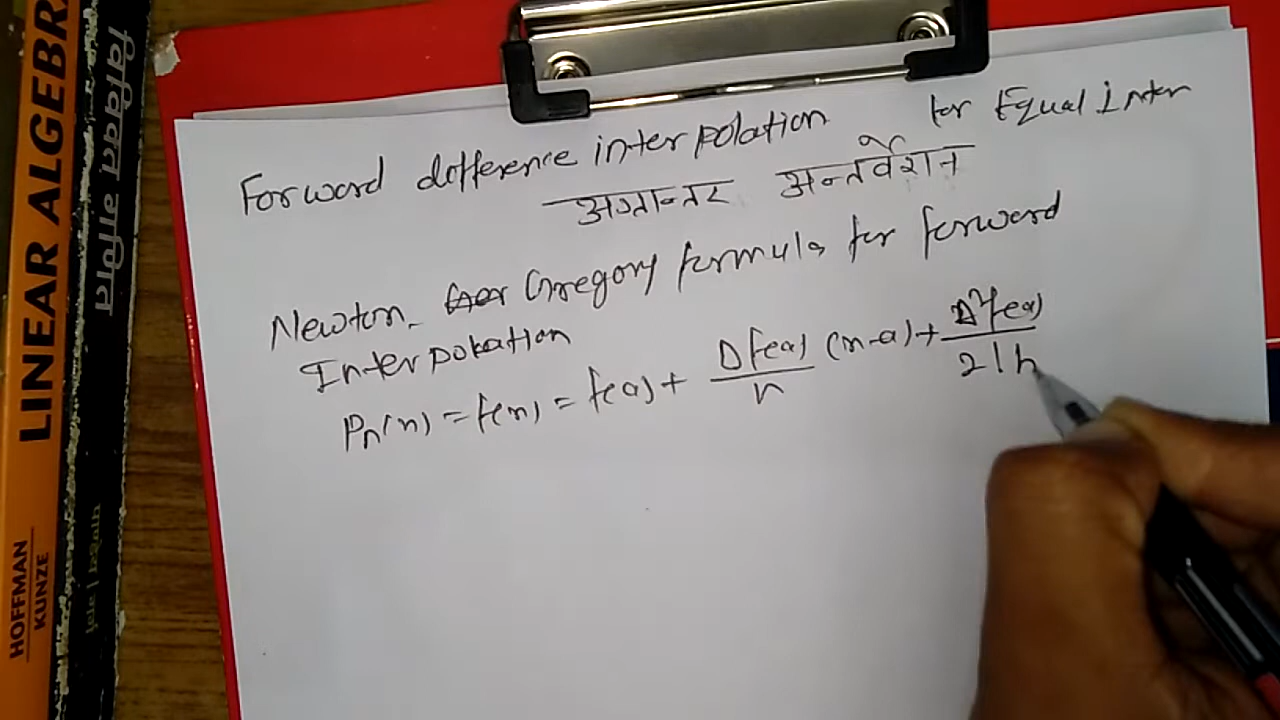 LINEAR ALGEBRA
HOFFMAN
KUNZE
विविक्त गणित
Forward difference interpolation for Equal inter
अग्रान्तर अन्तर्वेशन
Newton - Gregory formula for forward
Interpolation
Pn(x) = f(x) = f(a) + Δf(a)/h (x-a) + Δ²f(a)/2!h